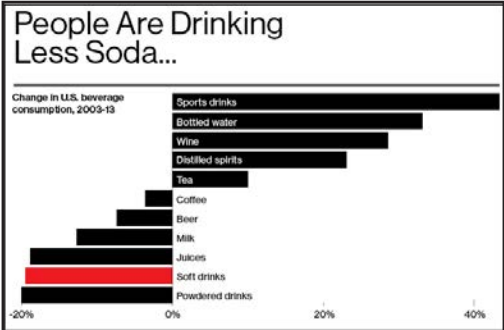 People Are Drinking
Less Soda...
Change in U.S. beverage
consumption, 2003-13
Sports drinks
Bottled water
Wine
Distilled spirits
Tea
Coffee
Beer
Milk
Juices
Soft drinks
Powdered drinks
-20% 0% 20% 40%